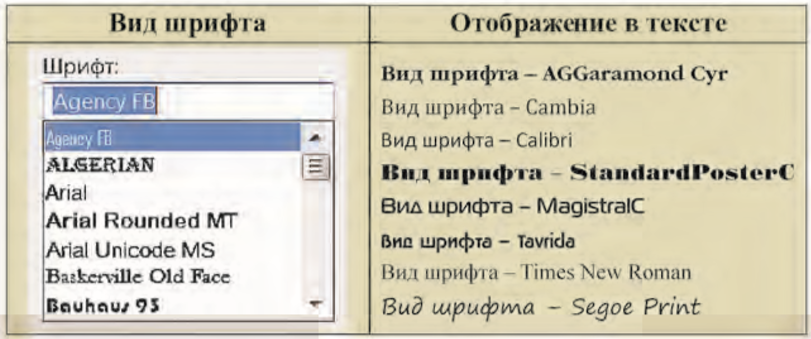 Вид шрифта
Отображение в тексте
Шрифт:
Agency FB
Agency FB
ALGERIAN
Arial
Arial Rounded MT
Arial Unicode MS
Baskerville Old Face
Bauhaus 93
Вид шрифта – AGGaramond Cyr
Вид шрифта – Cambia
Вид шрифта – Calibri
Вид шрифта – StandardPosterC
Вид шрифта – MagistralC
Вид шрифта – Tavrida
Вид шрифта – Times New Roman
Вид шрифта – Segoe Print